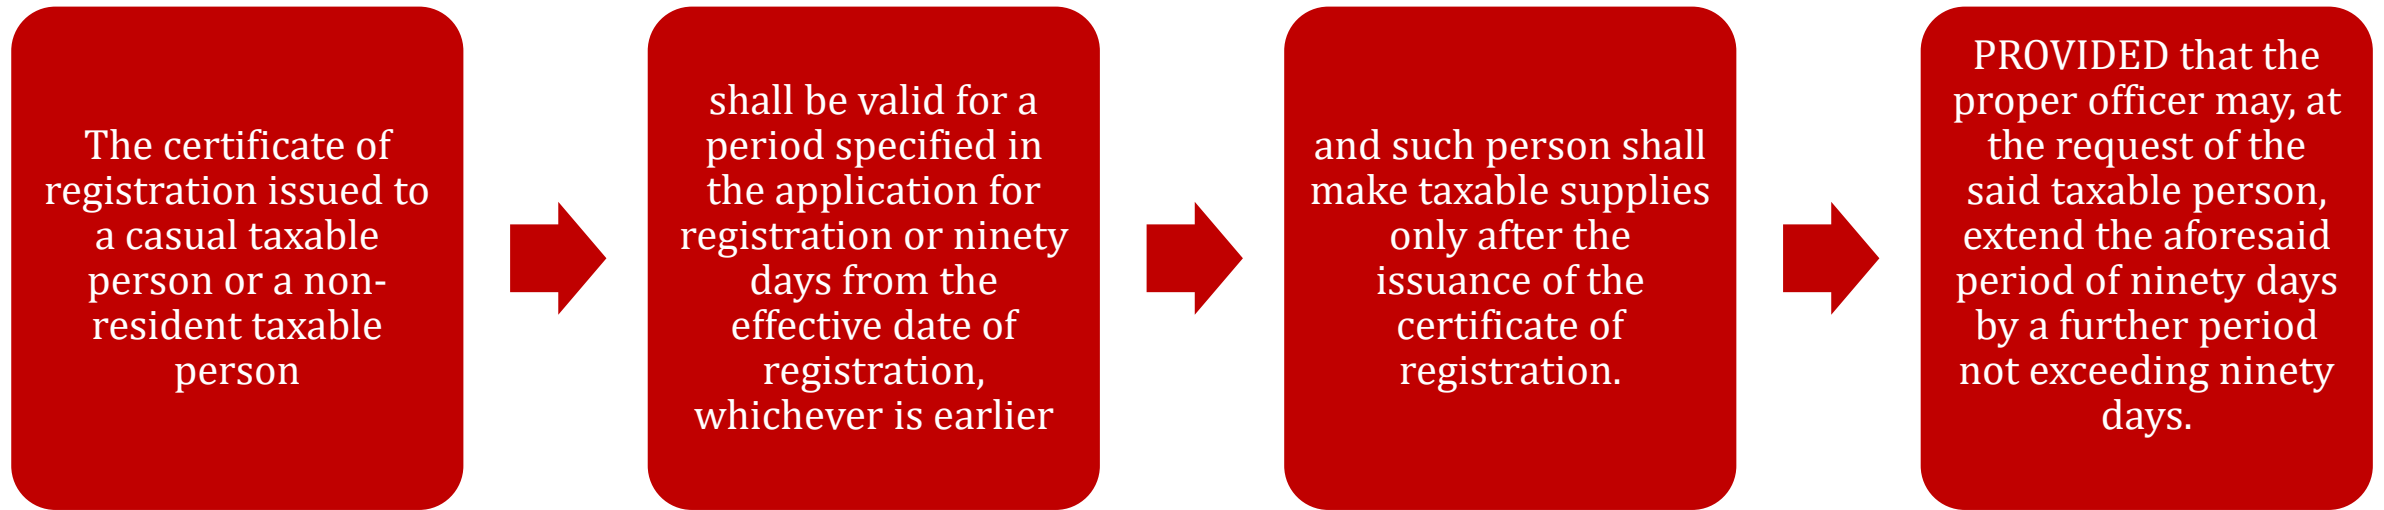 The certificate of
registration issued to
a casual taxable
person or a non-
resident taxable
person
shall be valid for a
period specified in
the application for
registration or ninety
days from the
effective date of
registration,
whichever is earlier
and such person shall
make taxable supplies
only after the
issuance of the
certificate of
registration.
PROVIDED that the
proper officer may, at
the request of the
said taxable person,
extend the aforesaid
period of ninety days
by a further period
not exceeding ninety
days.